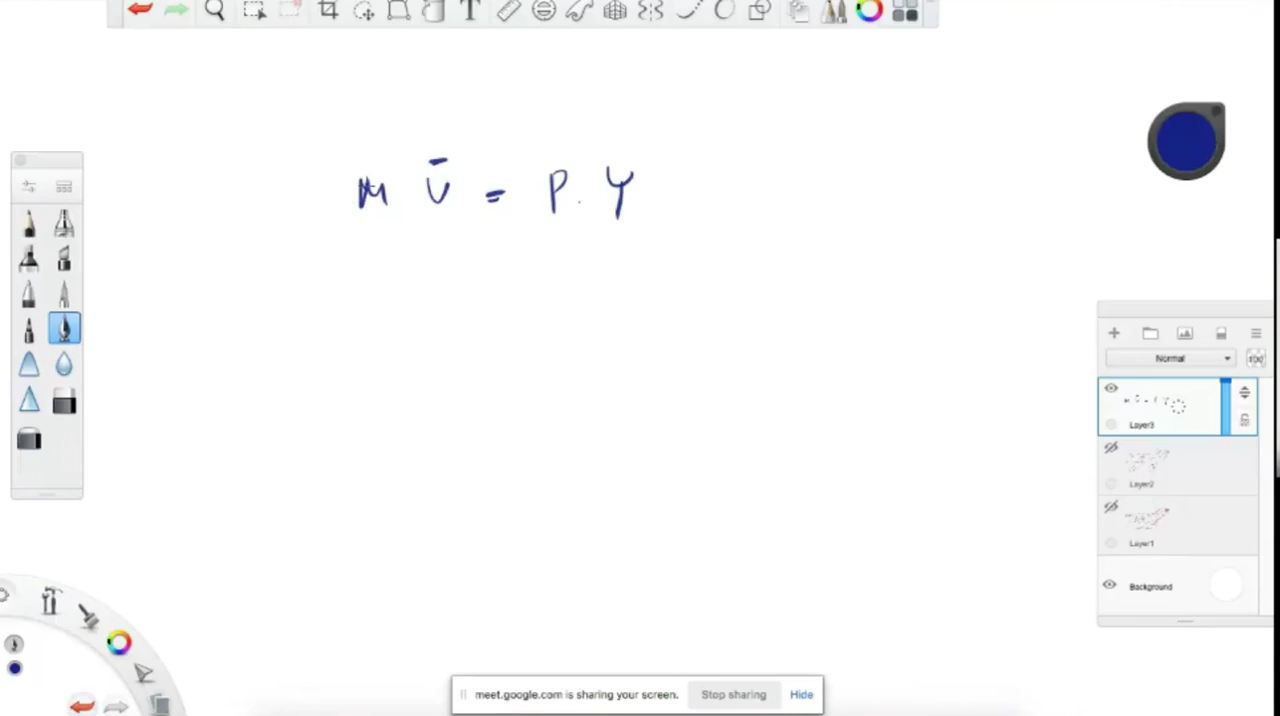 M V̄ = P. Y
Normal
Layer3
Layer2
Layer1
Background
meet.google.com is sharing your screen. Stop sharing Hide